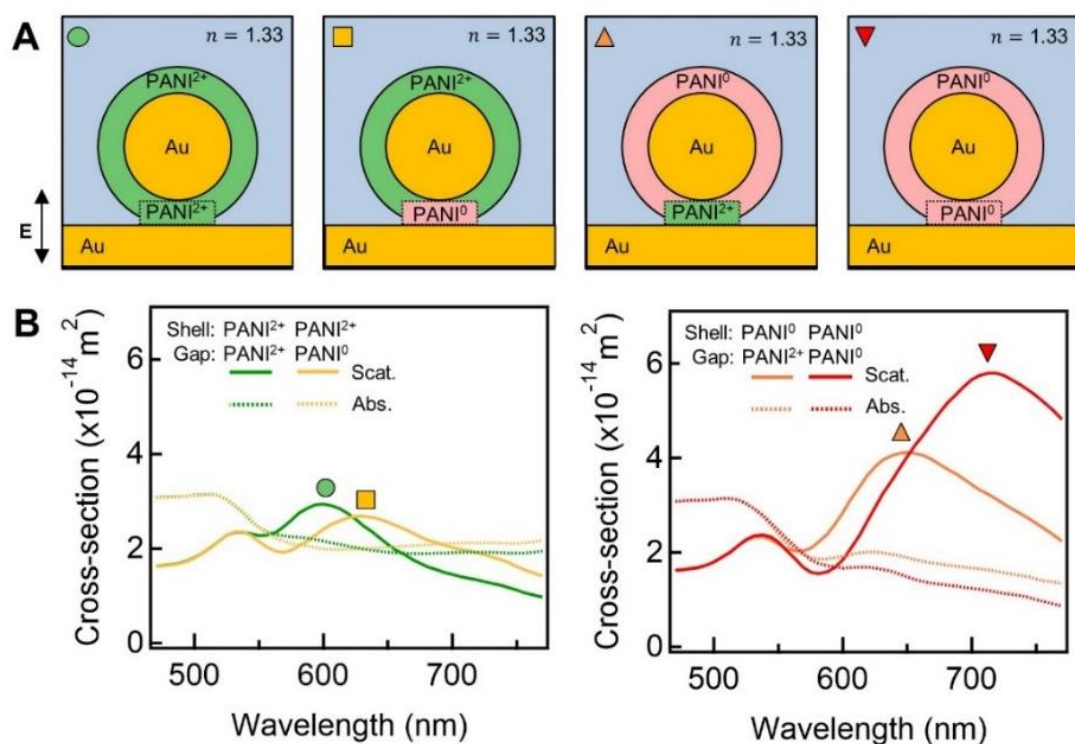 A
n = 1.33
PANI²⁺
Au
PANI²⁺
n = 1.33
PANI²⁺
Au
PANI⁰
n = 1.33
PANI⁰
Au
PANI²⁺
n = 1.33
PANI⁰
Au
PANI⁰
E
Au
Au
Au
Au
B
Shell: PANI²⁺ PANI²⁺
Gap: PANI²⁺ PANI⁰
Scat.
Abs.
Cross-section (x10⁻¹⁴ m²)
6
4
2
0
500 600 700
Wavelength (nm)
Shell: PANI⁰ PANI⁰
Gap: PANI²⁺ PANI⁰
Scat.
Abs.
Cross-section (x10⁻¹⁴ m²)
6
4
2
0
500 600 700
Wavelength (nm)